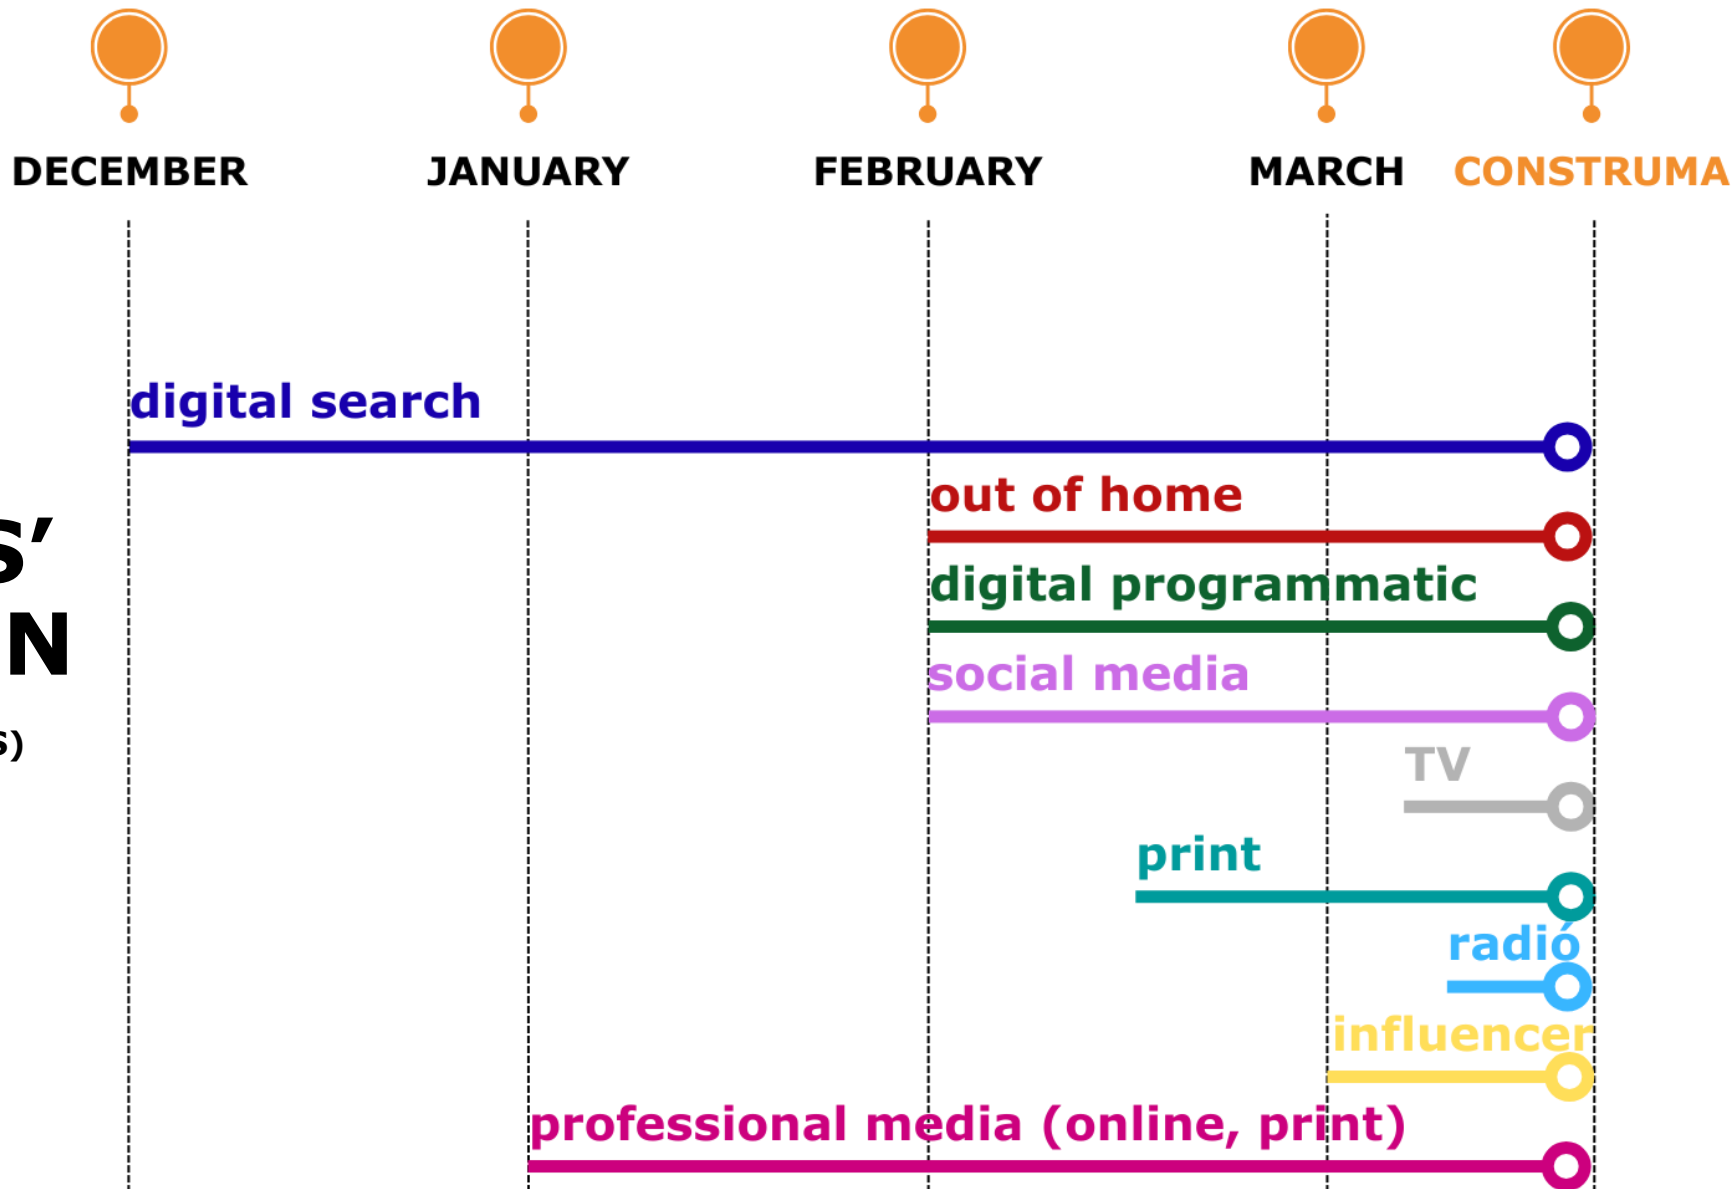 DECEMBER JANUARY FEBRUARY MARCH CONSTRUMA
digital search
out of home
S’
digital programmatic
N
social media
S)
TV
print
radió
influencer
professional media (online, print)